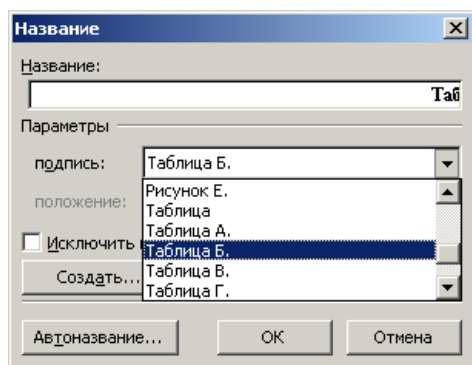 Название
Название:
Таб
Параметры
подпись: Таблица Б.
Рисунок Е.
положение: Таблица
Таблица А.
Исключить Таблица Б.
Создать... Таблица В.
Таблица Г.
Автоназвание... ОК Отмена